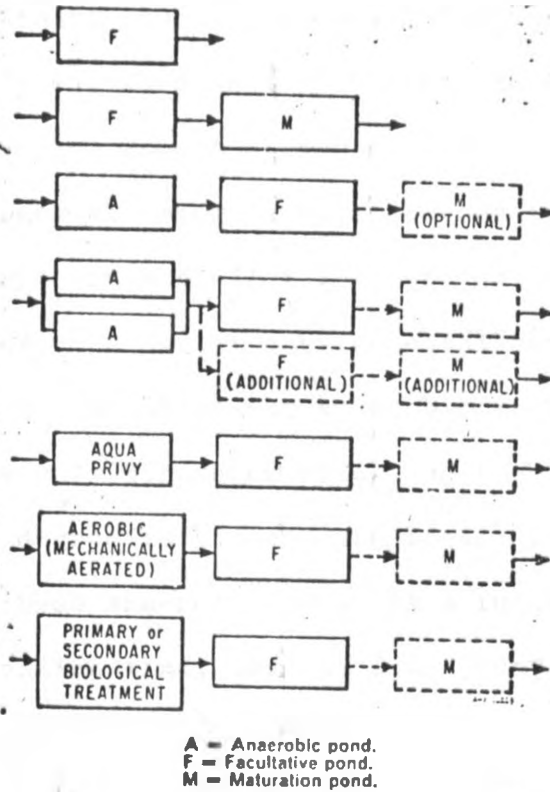 F
F
M
A
F
M
(OPTIONAL)
A
A
F
M
F
(ADDITIONAL)
M
(ADDITIONAL)
AQUA
PRIVY
F
M
AEROBIC
(MECHANICALLY
AERATED)
F
M
PRIMARY or
SECONDARY
BIOLOGICAL
TREATMENT
F
M
A = Anaerobic pond.
F = Facultative pond.
M = Maturation pond.